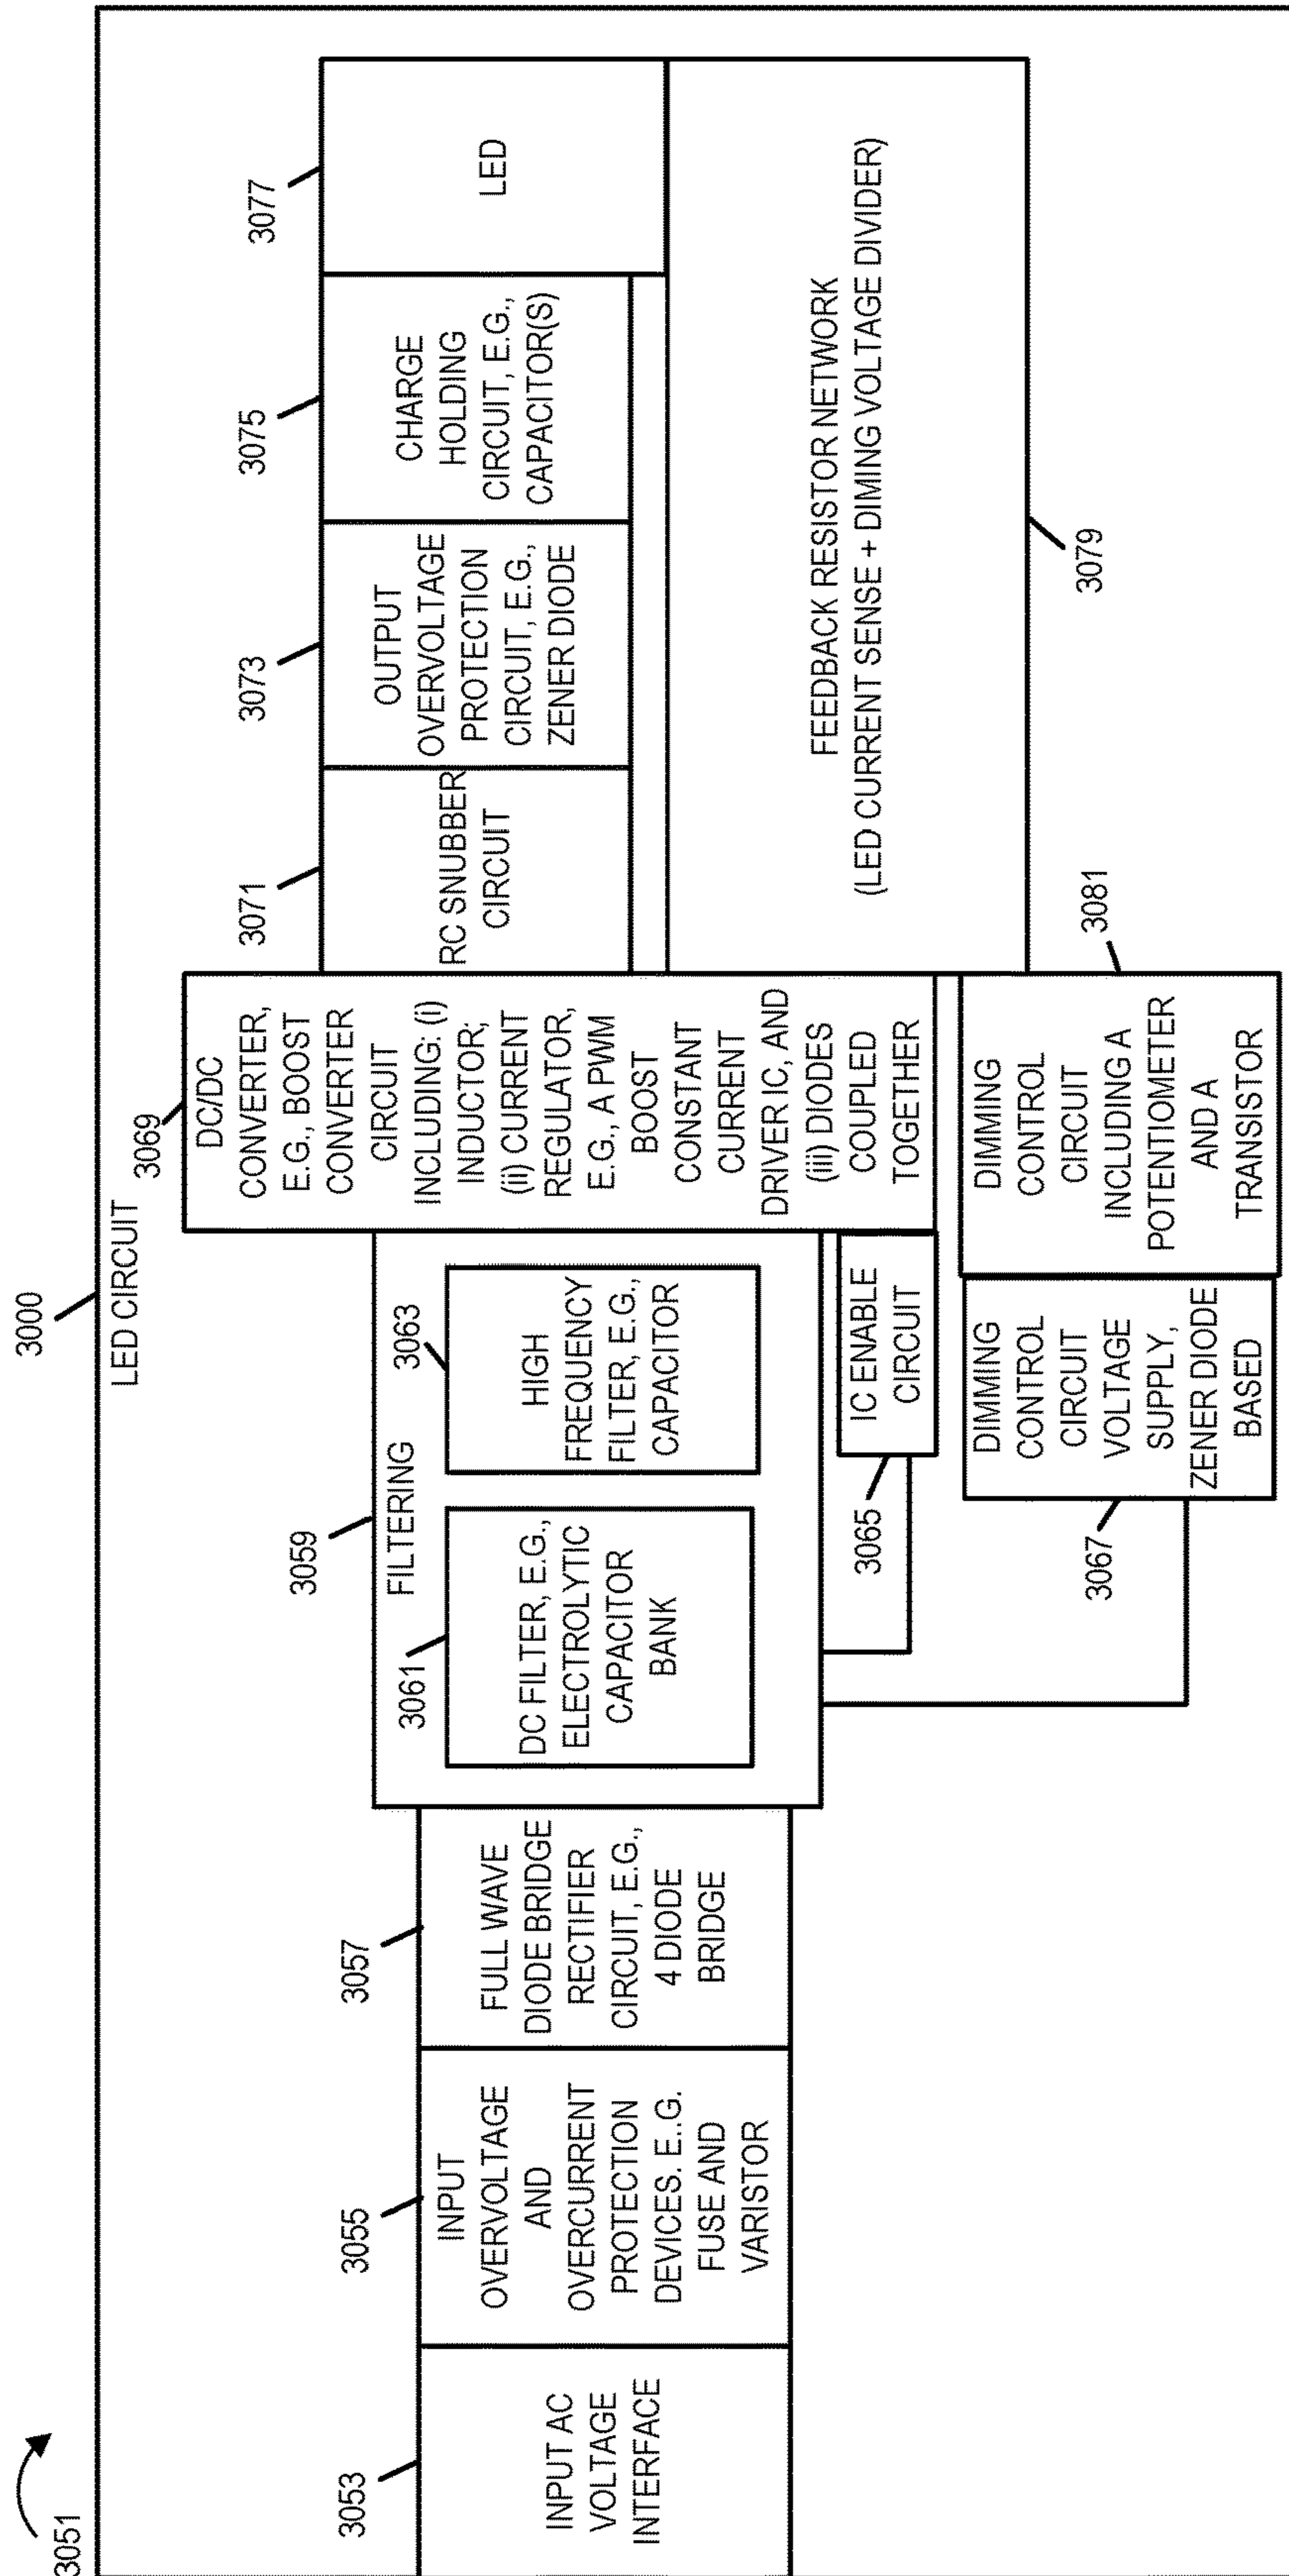 3051
3000
LED CIRCUIT
3053
INPUT AC
VOLTAGE
INTERFACE
3055
INPUT
OVERVOLTAGE
AND
OVERCURRENT
PROTECTION
DEVICES. E..G.
FUSE AND
VARISTOR
3057
FULL WAVE
DIODE BRIDGE
RECTIFIER
CIRCUIT, E.G.,
4 DIODE
BRIDGE
3059
FILTERING
3061
DC FILTER, E.G.,
ELECTROLYTIC
CAPACITOR
BANK
3063
HIGH
FREQUENCY
FILTER, E.G.,
CAPACITOR
3065
IC ENABLE
CIRCUIT
3067
DIMMING
CONTROL
CIRCUIT
VOLTAGE
SUPPLY,
ZENER DIODE
BASED
3069
DC/DC
CONVERTER,
E.G., BOOST
CONVERTER
CIRCUIT
INCLUDING: (i)
INDUCTOR;
(ii) CURRENT
REGULATOR,
E.G., A PWM
BOOST
CONSTANT
CURRENT
DRIVER IC, AND
(iii) DIODES
COUPLED
TOGETHER
3081
DIMMING
CONTROL
CIRCUIT
INCLUDING A
POTENTIOMETER
AND A
TRANSISTOR
3071
RC SNUBBER
CIRCUIT
3073
OUTPUT
OVERVOLTAGE
PROTECTION
CIRCUIT, E.G.,
ZENER DIODE
3075
CHARGE
HOLDING
CIRCUIT, E.G.,
CAPACITOR(S)
3077
LED
FEEDBACK RESISTOR NETWORK
(LED CURRENT SENSE + DIMING VOLTAGE DIVIDER)
3079